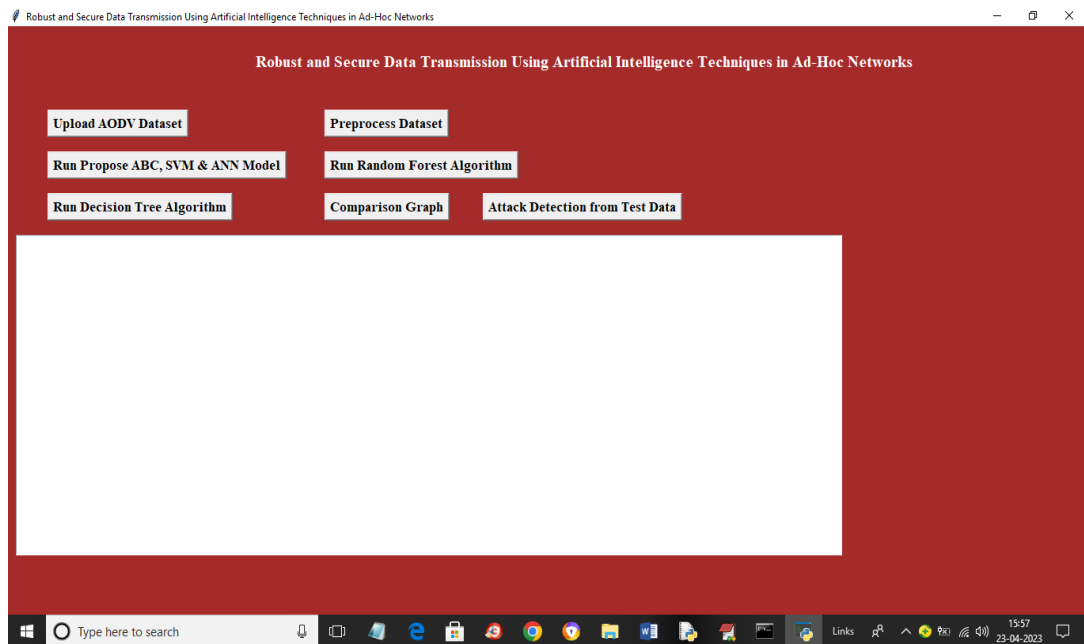 Robust and Secure Data Transmission Using Artificial Intelligence Techniques in Ad-Hoc Networks
Robust and Secure Data Transmission Using Artificial Intelligence Techniques in Ad-Hoc Networks
Upload AODV Dataset Preprocess Dataset
Run Propose ABC, SVM & ANN Model Run Random Forest Algorithm
Run Decision Tree Algorithm Comparison Graph Attack Detection from Test Data
Type here to search Links 15:57
23-04-2023